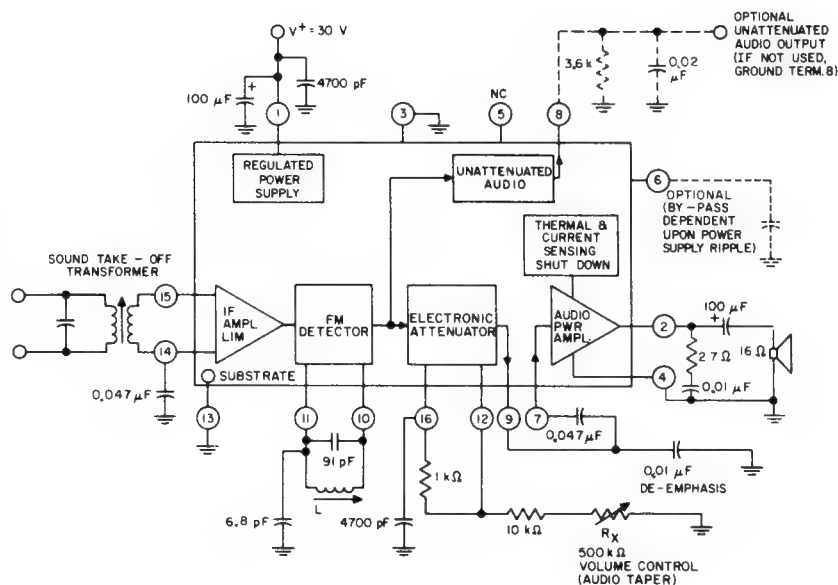 V+ = 30 V
100 µF
+
4700 pF
1
3
NC
5
8
3.6k
0.02
µF
OPTIONAL
UNATTENUATED
AUDIO OUTPUT
(IF NOT USED,
GROUND TERM. 8)
REGULATED
POWER
SUPPLY
UNATTENUATED
AUDIO
6
OPTIONAL
(BY-PASS
DEPENDENT
UPON POWER
SUPPLY RIPPLE)
THERMAL &
CURRENT
SENSING
SHUT DOWN
SOUND TAKE-OFF
TRANSFORMER
15
14
IF
AMPL
LIM
FM
DETECTOR
ELECTRONIC
ATTENUATOR
AUDIO
PWR
AMPL.
2
4
100 µF
+
2.7 Ω
16 Ω
0.01 µF
0.047 µF
SUBSTRATE
13
11
10
16
12
9
7
0.047 µF
91 pF
L
6.8 pF
4700 pF
1 kΩ
10 kΩ
RX
500 kΩ
VOLUME CONTROL
(AUDIO TAPER)
0.01 µF
DE-EMPHASIS